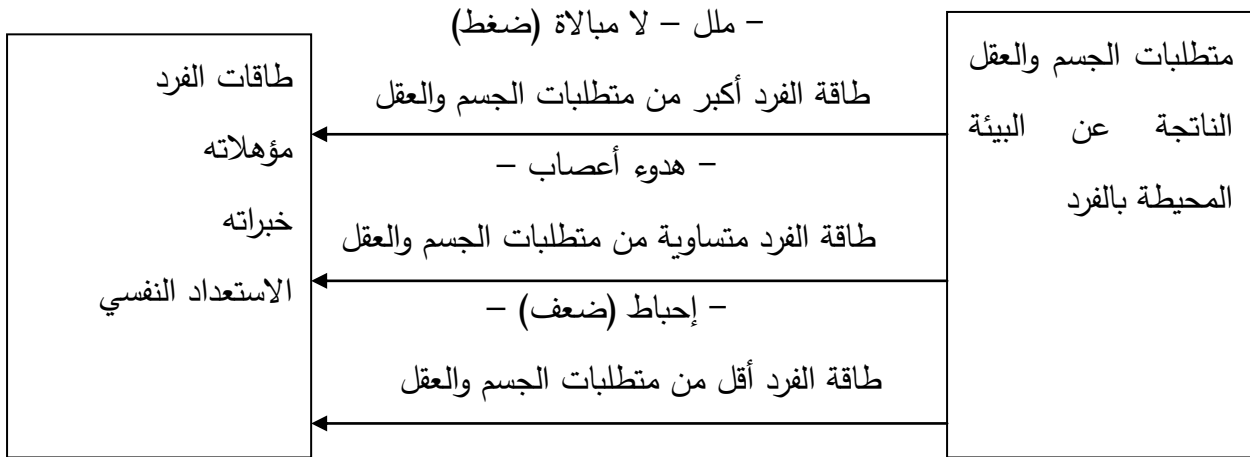 متطلبات الجسم والعقل
الناتجة عن البيئة
المحيطة بالفرد
– ملل – لا مبالاة (ضغط)
طاقة الفرد أكبر من متطلبات الجسم والعقل
– هدوء أعصاب –
طاقة الفرد متساوية من متطلبات الجسم والعقل
– إحباط (ضعف) –
طاقة الفرد أقل من متطلبات الجسم والعقل
طاقات الفرد
مؤهلاته
خبراته
الاستعداد النفسي